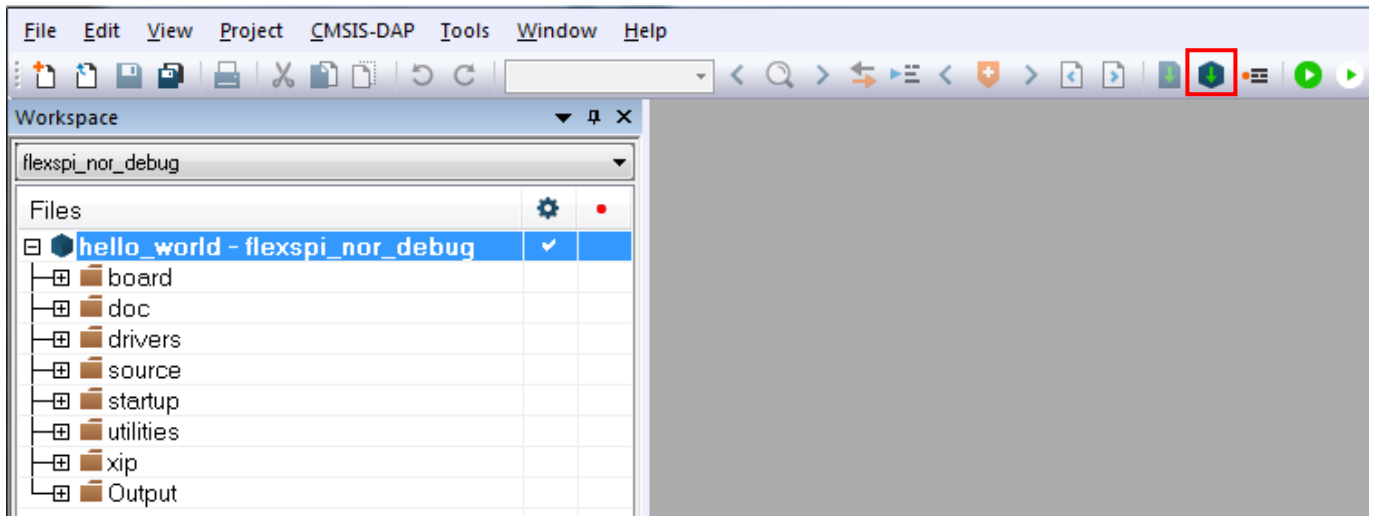 File Edit View Project CMSIS-DAP Tools Window Help
Workspace
flexspi_nor_debug
Files
hello_world - flexspi_nor_debug
board
doc
drivers
source
startup
utilities
xip
Output